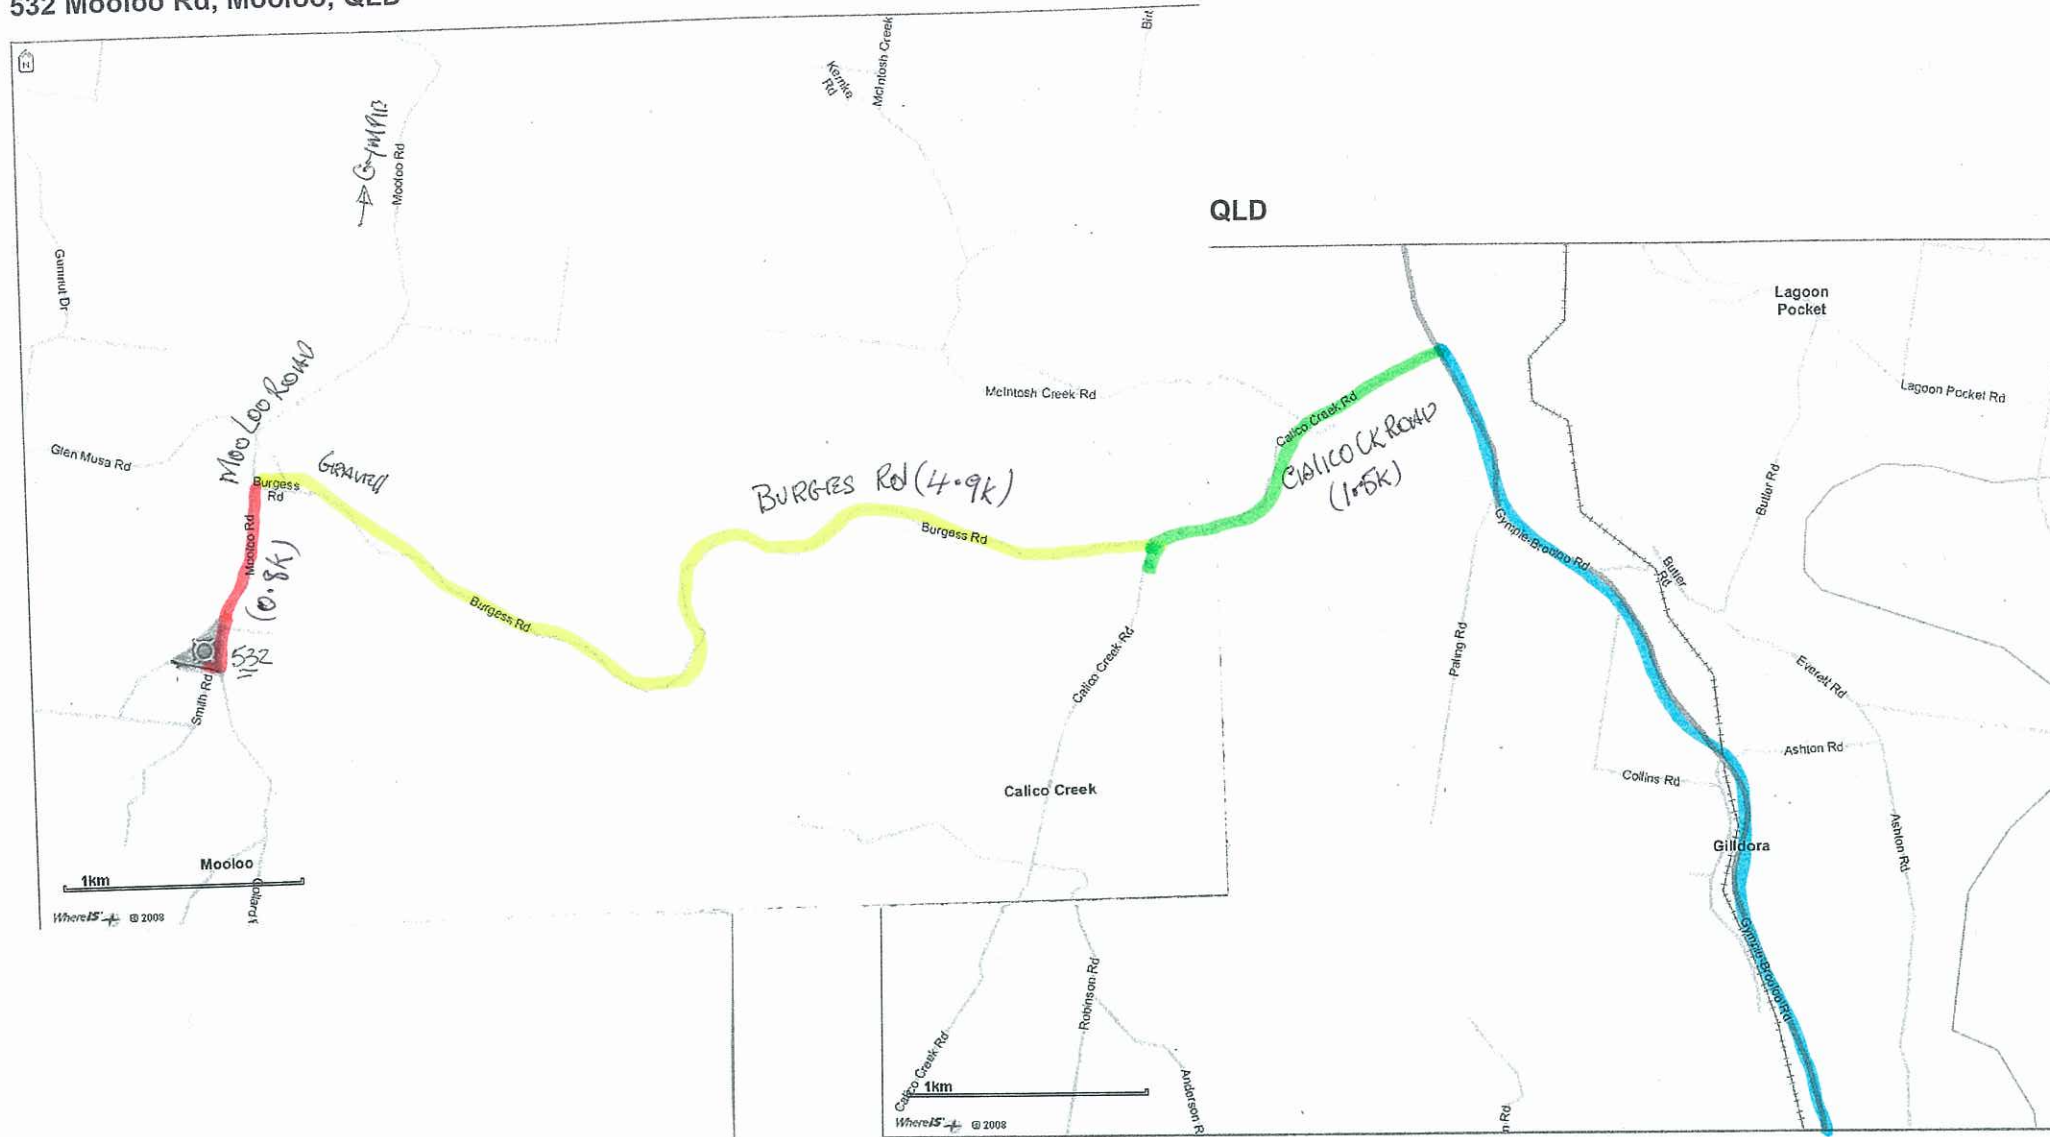 532 Mooloo Rd, Mooloo, QLD
N
Birt
McIntosh Creek
Kernke
Rd
GYMPIE
Mooloo Rd
QLD
Gammut Dr
Lagoon
Pocket
MOOLOO ROAD
McIntosh Creek Rd
Lagoon Pocket Rd
Calico Creek Rd
CALICO CK ROAD
(1.5K)
Glen Musa Rd
GRAVEL
Burgess
Rd
BURGES RD (4.9K)
Burgess Rd
Butler Rd
Mooloo Rd
(0.8K)
Gympie-Brooloo Rd
Butler
Rd
Burgess Rd
532
Smith Rd
Calico Creek Rd
Paling Rd
Everett Rd
Ashton Rd
Collins Rd
Calico Creek
Gilldora
Ashton Rd
Mooloo
1km
Collard
WhereIS © 2008
Gympie-Brooloo Rd
Robinson Rd
Calico Creek Rd
1km
Anderson R
n Rd
WhereIS © 2008